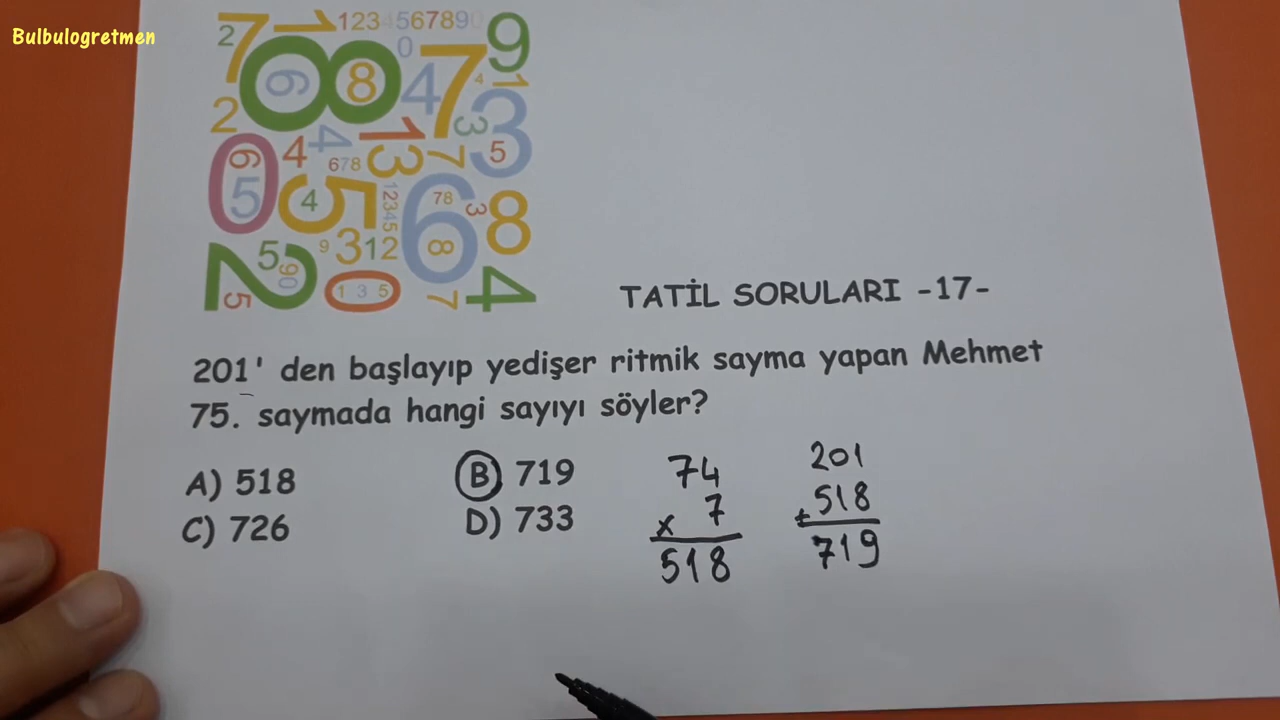 Bulbulogretmen
TATİL SORULARI -17-
201' den başlayıp yedişer ritmik sayma yapan Mehmet
75. saymada hangi sayıyı söyler?
A) 518
B) 719
C) 726
D) 733
74
x 7
518
201
+ 518
719